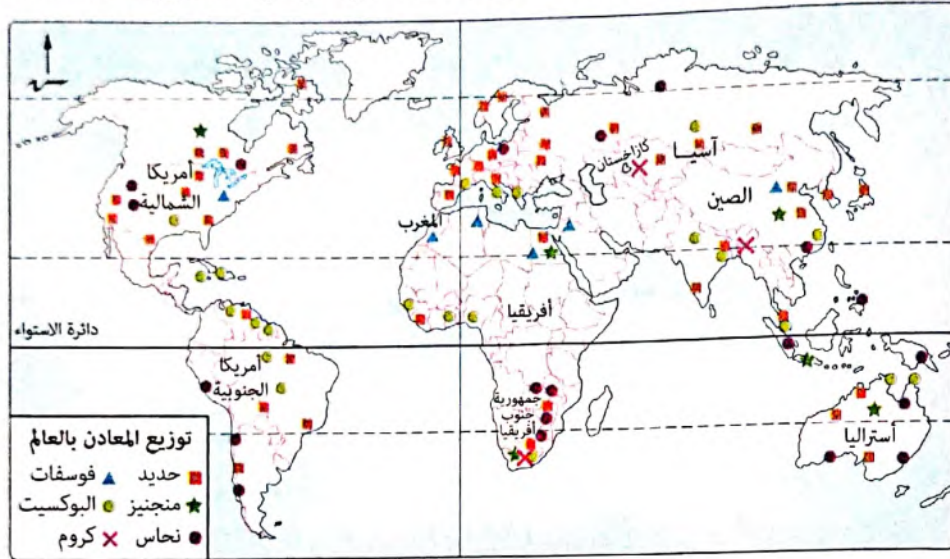 أمريكا
الشمالية
المغرب
كازاخستان
آسيا
الصين
أفريقيا
دائرة الاستواء
أمريكا
الجنوبية
جمهورية
جنوب
أفريقيا
أستراليا
توزيع المعادن بالعالم
حديد
فوسفات
منجنيز
البوكسيت
نحاس
كروم